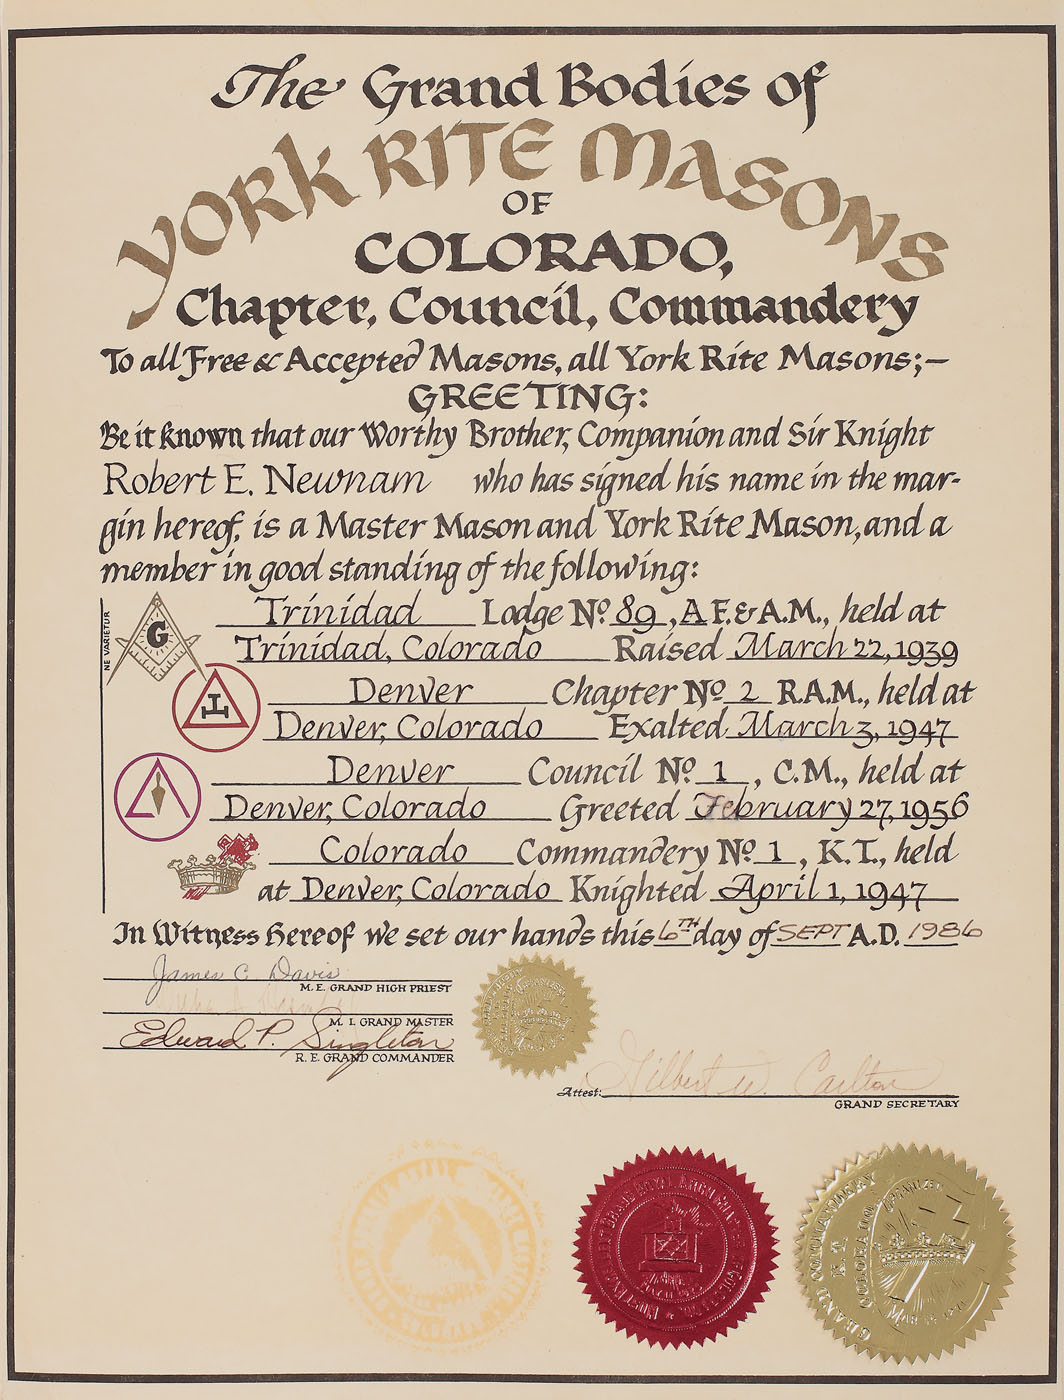 The Grand Bodies of
YORK RITE MASONS
OF
COLORADO,
Chapter, Council, Commandery
To all Free & Accepted Masons, all York Rite Masons;—
GREETING:
Be it known that our Worthy Brother, Companion and Sir Knight
Robert E. Newnam who has signed his name in the mar-
gin hereof, is a Master Mason and York Rite Mason, and a
member in good standing of the following:
NE VARIETUR
G
Trinidad Lodge No. 89, A.F.&A.M., held at
Trinidad, Colorado Raised March 22, 1939
Denver Chapter No. 2 R.A.M., held at
Denver, Colorado Exalted March 3, 1947
Denver Council No. 1, C.M., held at
Denver, Colorado Greeted February 27, 1956
Colorado Commandery No. 1, K.T., held
at Denver, Colorado Knighted April 1, 1947
In Witness Hereof we set our hands this 6TH day of SEPT A.D. 1986
James C. Davis
M.E. GRAND HIGH PRIEST
M.I. GRAND MASTER
Edward P. Singleton
R.E. GRAND COMMANDER
Attest: Gilbert W. Carlton
GRAND SECRETARY
GRAND COMMANDERY
K.T.
COLORADO
ORGANIZED